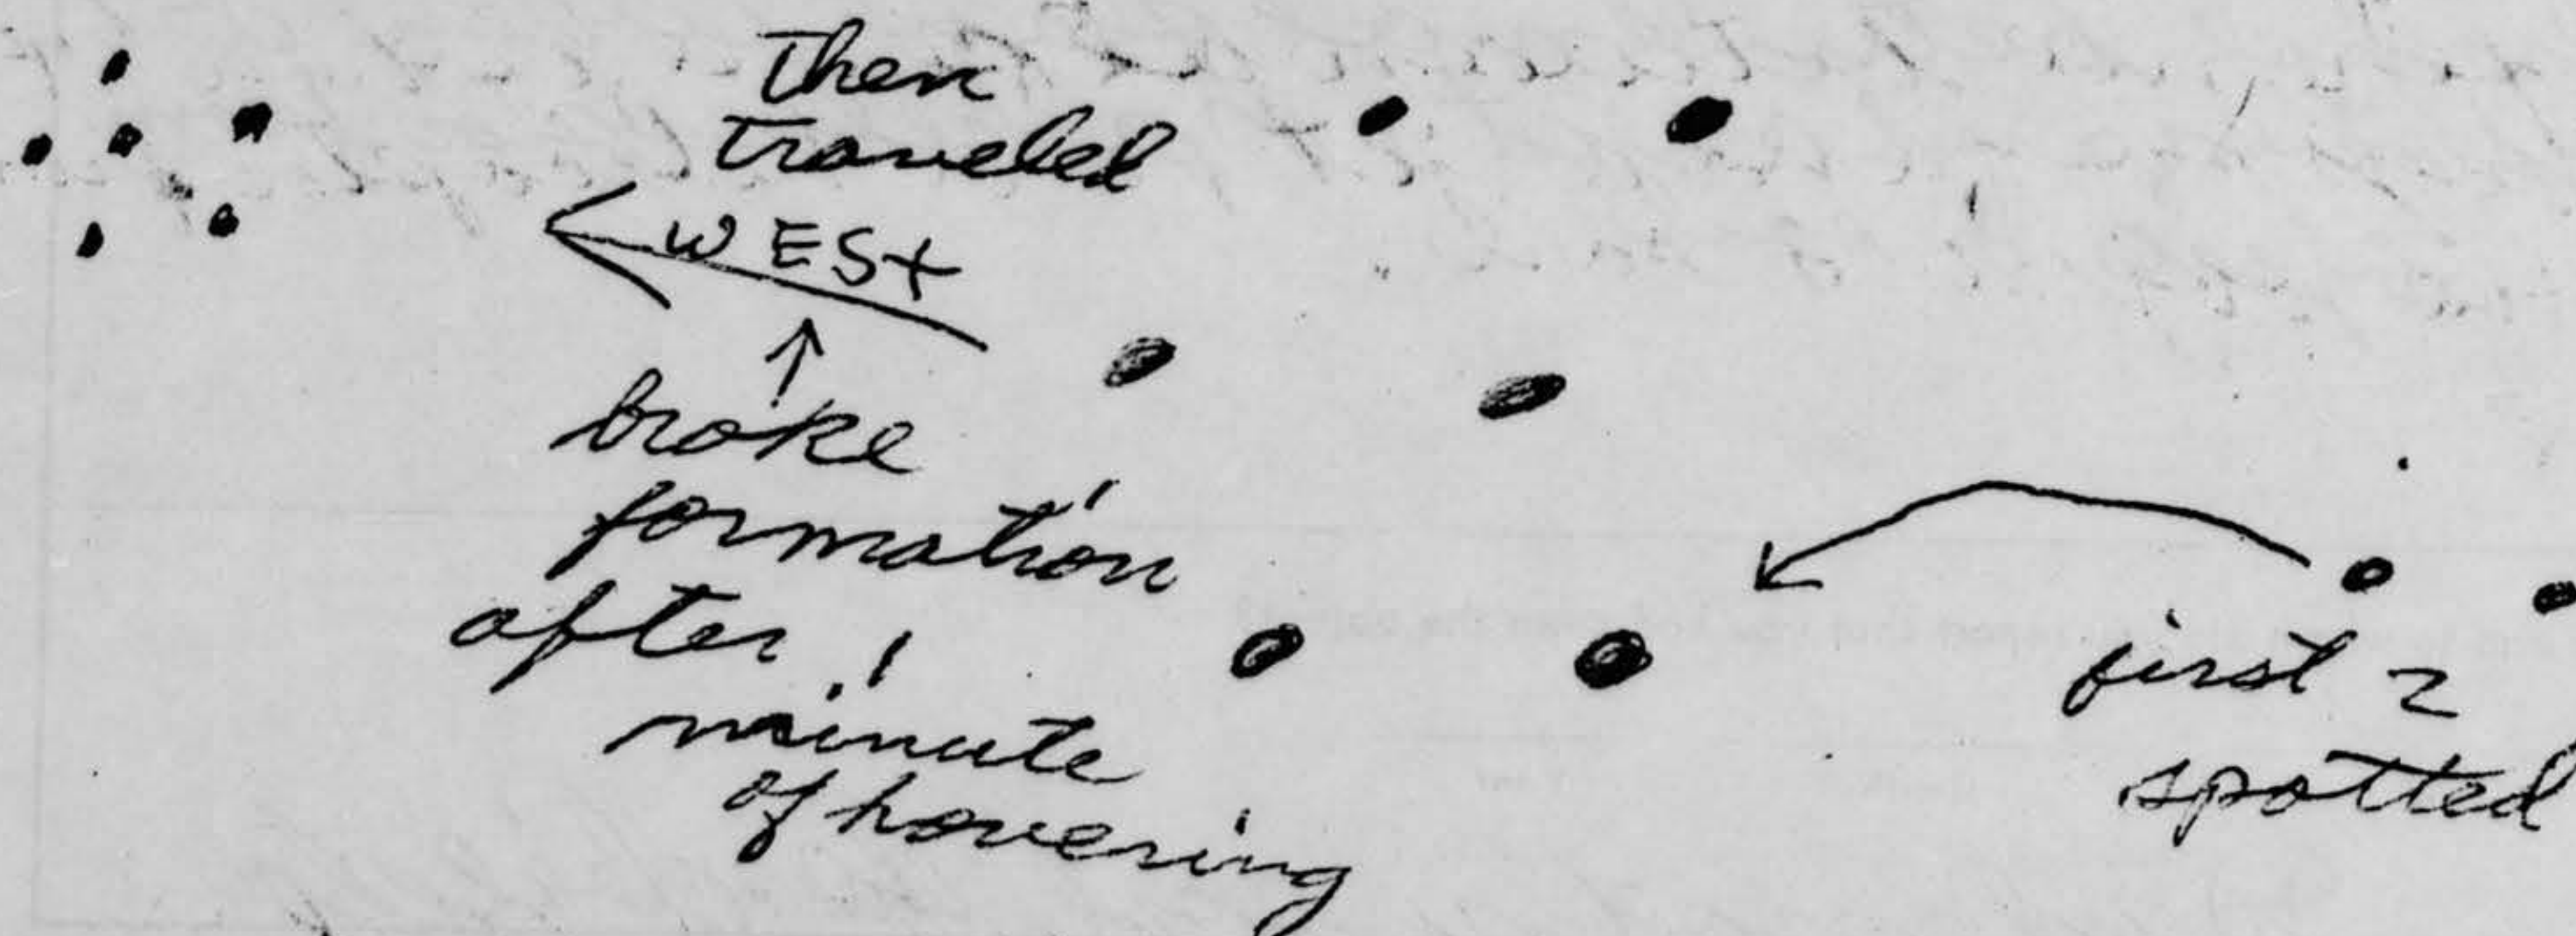 Then
traveled
WESt
broke
formation
after 1
minute
of hovering
first 2
spotted